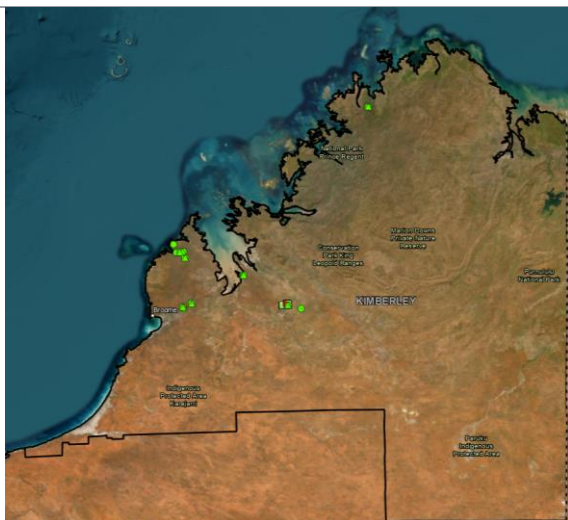 National Park
Prince Regent
Marion Downs
Private Nature
Reserve
Conservation
Park King
Leopold Ranges
Purnululu
National Park
KIMBERLEY
Broome
Indigenous
Protected Area
Karajarri
Paruku
Indigenous
Protected Area